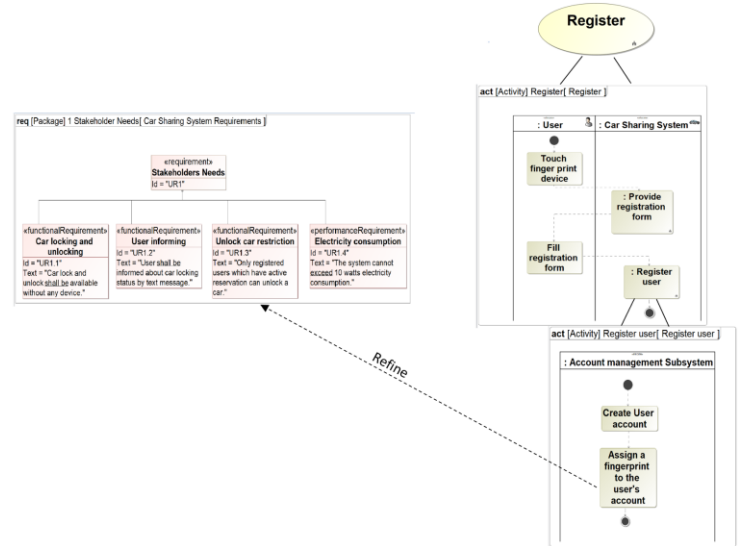 Register
act [Activity] Register[ Register ]
: User
: Car Sharing System
Touch
finger print
device
: Provide
registration
form
Fill
registration
form
: Register
user
req [Package] 1 Stakeholder Needs[ Car Sharing System Requirements ]
«requirement»
Stakeholders Needs
Id = "UR1"
«functionalRequirement»
Car locking and
unlocking
Id = "UR1.1"
Text = "Car lock and
unlock shall be available
without any device."
«functionalRequirement»
User informing
Id = "UR1.2"
Text = "User shall be
informed about car locking
status by text message."
«functionalRequirement»
Unlock car restriction
Id = "UR1.3"
Text = "Only registered
users which have active
reservation can unlock a
car."
«performanceRequirement»
Electricity consumption
Id = "UR1.4"
Text = "The system cannot
exceed 10 watts electricity
consumption."
Refine
act [Activity] Register user[ Register user ]
: Account management Subsystem
Create User
account
Assign a
fingerprint
to the
user's
account